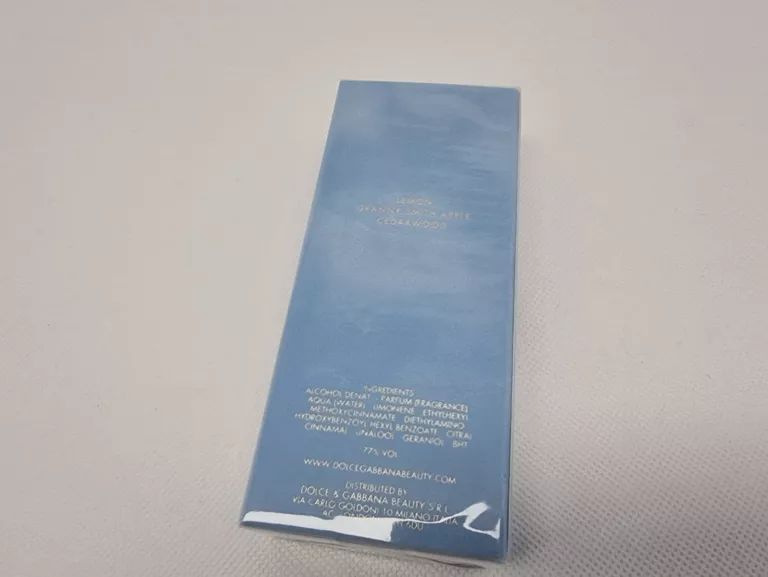 LEMON
GRANNY SMITH APPLE
CEDARWOOD
INGREDIENTS
ALCOHOL DENAT · PARFUM (FRAGRANCE)
AQUA (WATER) LIMONENE ETHYLHEXYL
METHOXYCINNAMATE DIETHYLAMINO
HYDROXYBENZOYL HEXYL BENZOATE CITRAL
CINNAMAL LINALOOL GERANIOL BHT
77% VOL
WWW.DOLCEGABBANABEAUTY.COM
DISTRIBUTED BY
DOLCE & GABBANA BEAUTY S.R.L.
VIA CARLO GOLDONI 10 MILANO ITALIA